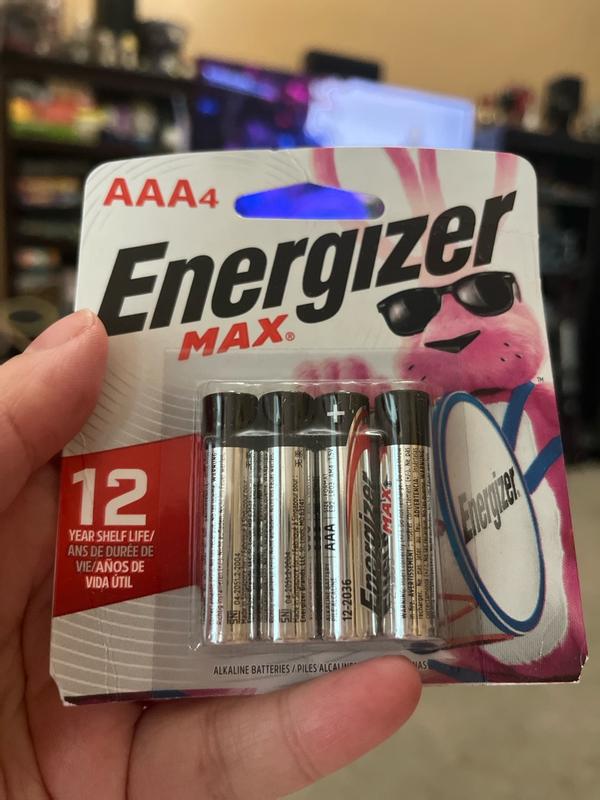 AAA4
Energizer
MAX®
12
YEAR SHELF LIFE/
ANS DE DURÉE DE
VIE/AÑOS DE
VIDA ÚTIL
AAA
12-2036
Energizer
MAX
Energizer
ALKALINE BATTERIES / PILES ALCALINE